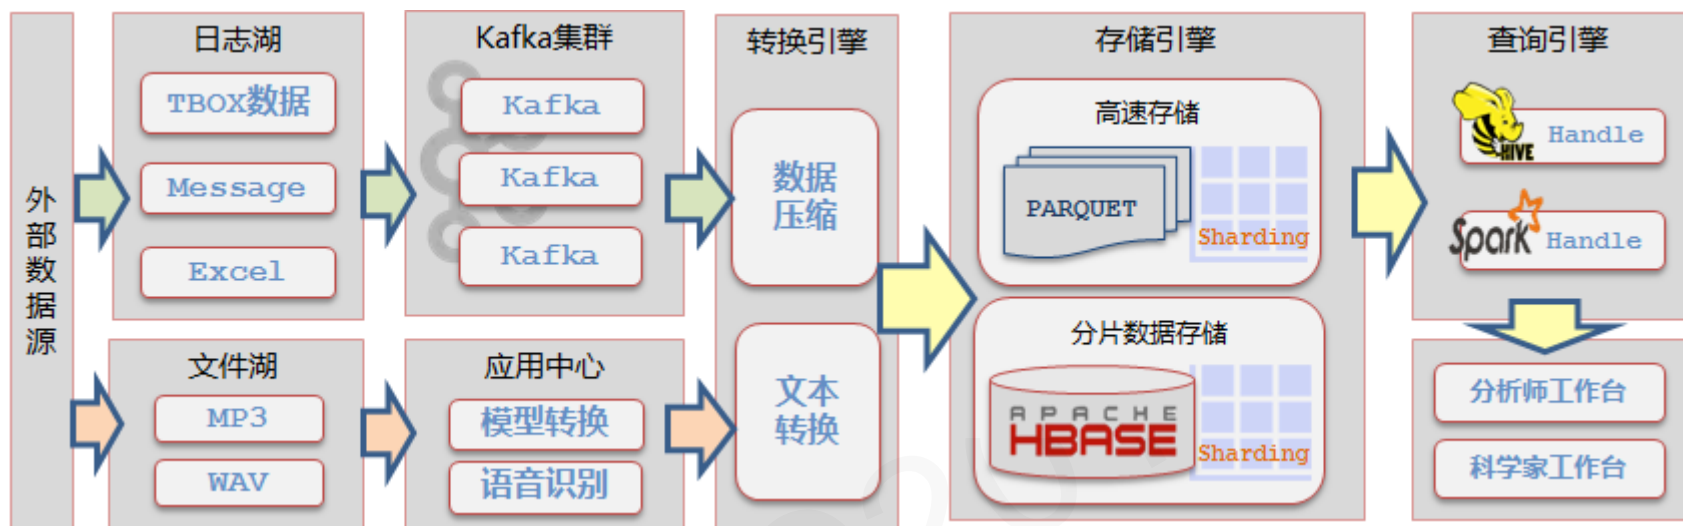 外部数据源
日志湖
TBOX数据
Message
Excel
文件湖
MP3
WAV
Kafka集群
Kafka
Kafka
Kafka
应用中心
模型转换
语音识别
转换引擎
数据
压缩
文本
转换
存储引擎
高速存储
PARQUET
Sharding
分片数据存储
APACHE
HBASE
Sharding
查询引擎
HIVE
Handle
Spark
Handle
分析师工作台
科学家工作台